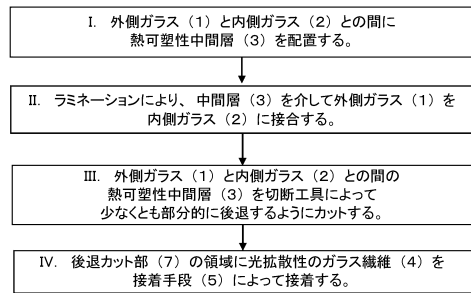 I. 外側ガラス（1）と内側ガラス（2）との間に
熱可塑性中間層（3）を配置する。
II. ラミネーションにより、中間層（3）を介して外側ガラス（1）を
内側ガラス（2）に接合する。
III. 外側ガラス（1）と内側ガラス（2）との間の
熱可塑性中間層（3）を切断工具によって
少なくとも部分的に後退するようにカットする。
IV. 後退カット部（7）の領域に光拡散性のガラス繊維（4）を
接着手段（5）によって接着する。